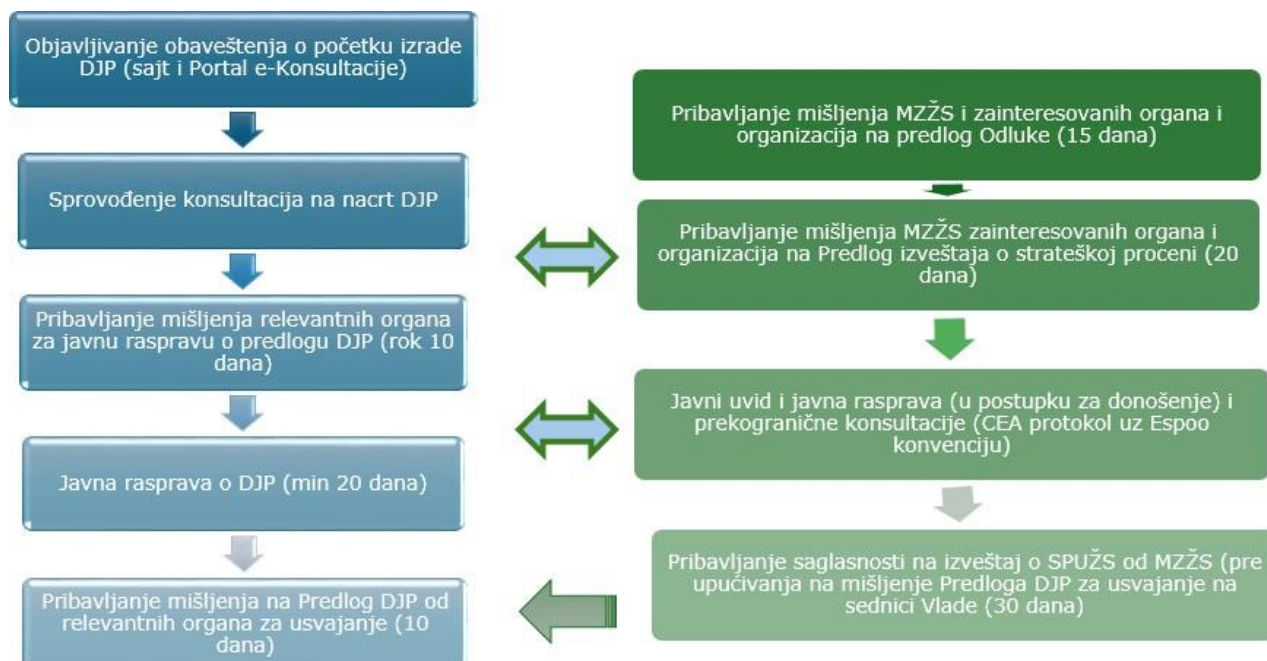 Objavljivanje obaveštenja o početku izrade
DJP (sajt i Portal e-Konsultacije)
Sprovođenje konsultacija na nacrt DJP
Pribavljanje mišljenja relevantnih organa
za javnu raspravu o predlogu DJP (rok 10
dana)
Javna rasprava o DJP (min 20 dana)
Pribavljanje mišljenja na Predlog DJP od
relevantnih organa za usvajanje (10
dana)
Pribavljanje mišljenja MZŽS i zainteresovanih organa i
organizacija na predlog Odluke (15 dana)
Pribavljanje mišljenja MZŽS zainteresovanih organa i
organizacija na Predlog izveštaja o strateškoj proceni (20
dana)
Javni uvid i javna rasprava (u postupku za donošenje) i
prekogranične konsultacije (CEA protokol uz Espoo
konvenciju)
Pribavljanje saglasnosti na izveštaj o SPUŽS od MZŽS (pre
upućivanja na mišljenje Predloga DJP za usvajanje na
sednici Vlade (30 dana)